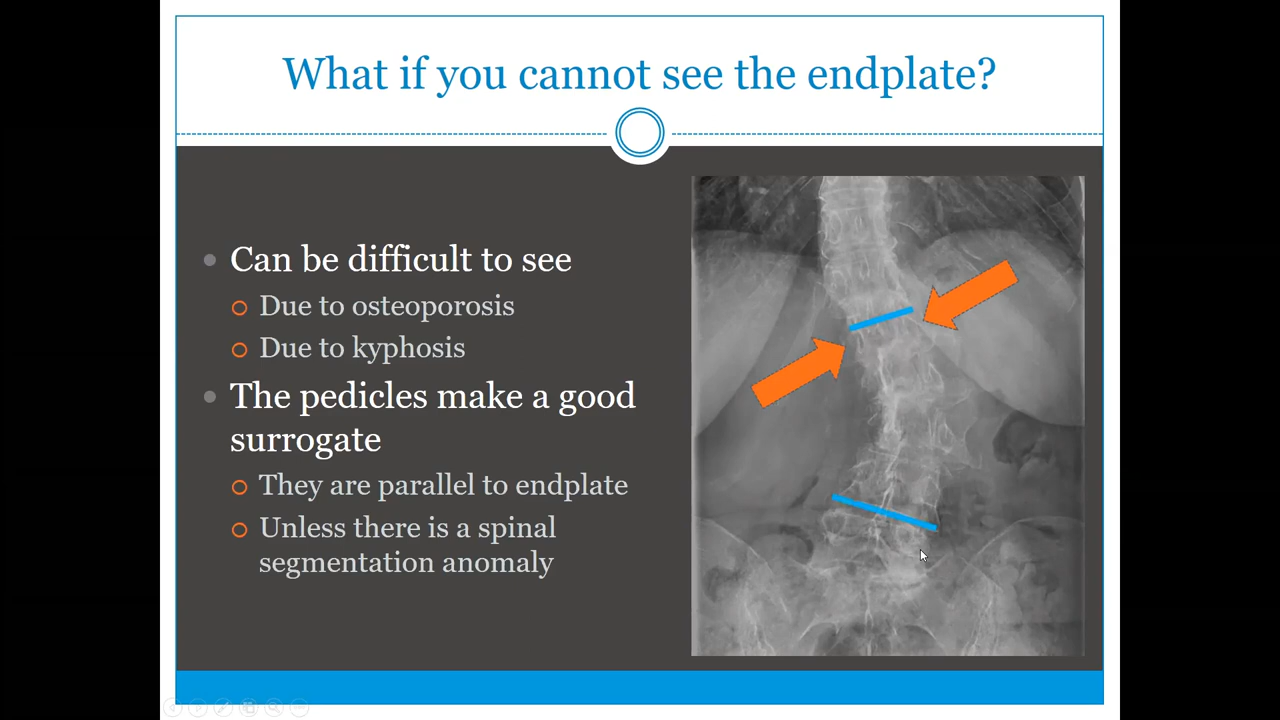 What if you cannot see the endplate?
Can be difficult to see
Due to osteoporosis
Due to kyphosis
The pedicles make a good
surrogate
They are parallel to endplate
Unless there is a spinal
segmentation anomaly